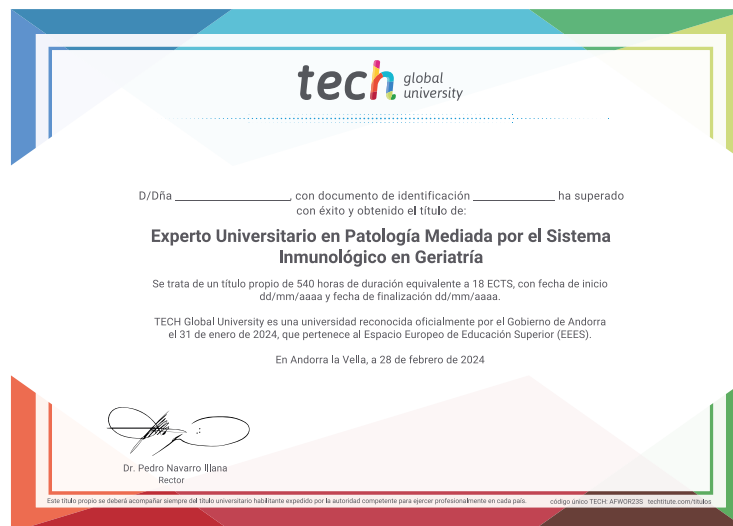 tech global university
D/Dña ____________________, con documento de identificación ______________ ha superado
con éxito y obtenido el título de:
Experto Universitario en Patología Mediada por el Sistema
Inmunológico en Geriatría
Se trata de un título propio de 540 horas de duración equivalente a 18 ECTS, con fecha de inicio
dd/mm/aaaa y fecha de finalización dd/mm/aaaa.
TECH Global University es una universidad reconocida oficialmente por el Gobierno de Andorra
el 31 de enero de 2024, que pertenece al Espacio Europeo de Educación Superior (EEES).
En Andorra la Vella, a 28 de febrero de 2024
Dr. Pedro Navarro Illana
Rector
Este título propio se deberá acompañar siempre del título universitario habilitante expedido por la autoridad competente para ejercer profesionalmente en cada país. código único TECH: AFWOR23S techtitute.com/titulos